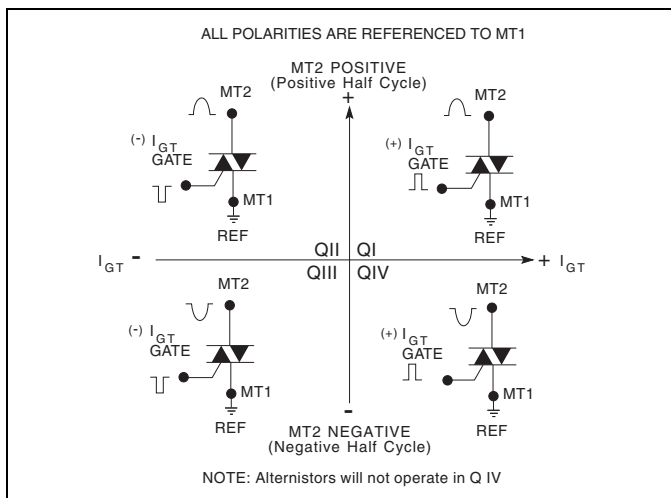 ALL POLARITIES ARE REFERENCED TO MT1
MT2 POSITIVE
(Positive Half Cycle)
+
MT2
(-) IGT
GATE
MT1
REF
MT2
(+) IGT
GATE
MT1
REF
IGT -
QII QI
QIII QIV
+ IGT
MT2
(-) IGT
GATE
MT1
REF
MT2
(+) IGT
GATE
MT1
REF
-
MT2 NEGATIVE
(Negative Half Cycle)
NOTE: Alternistors will not operate in Q IV